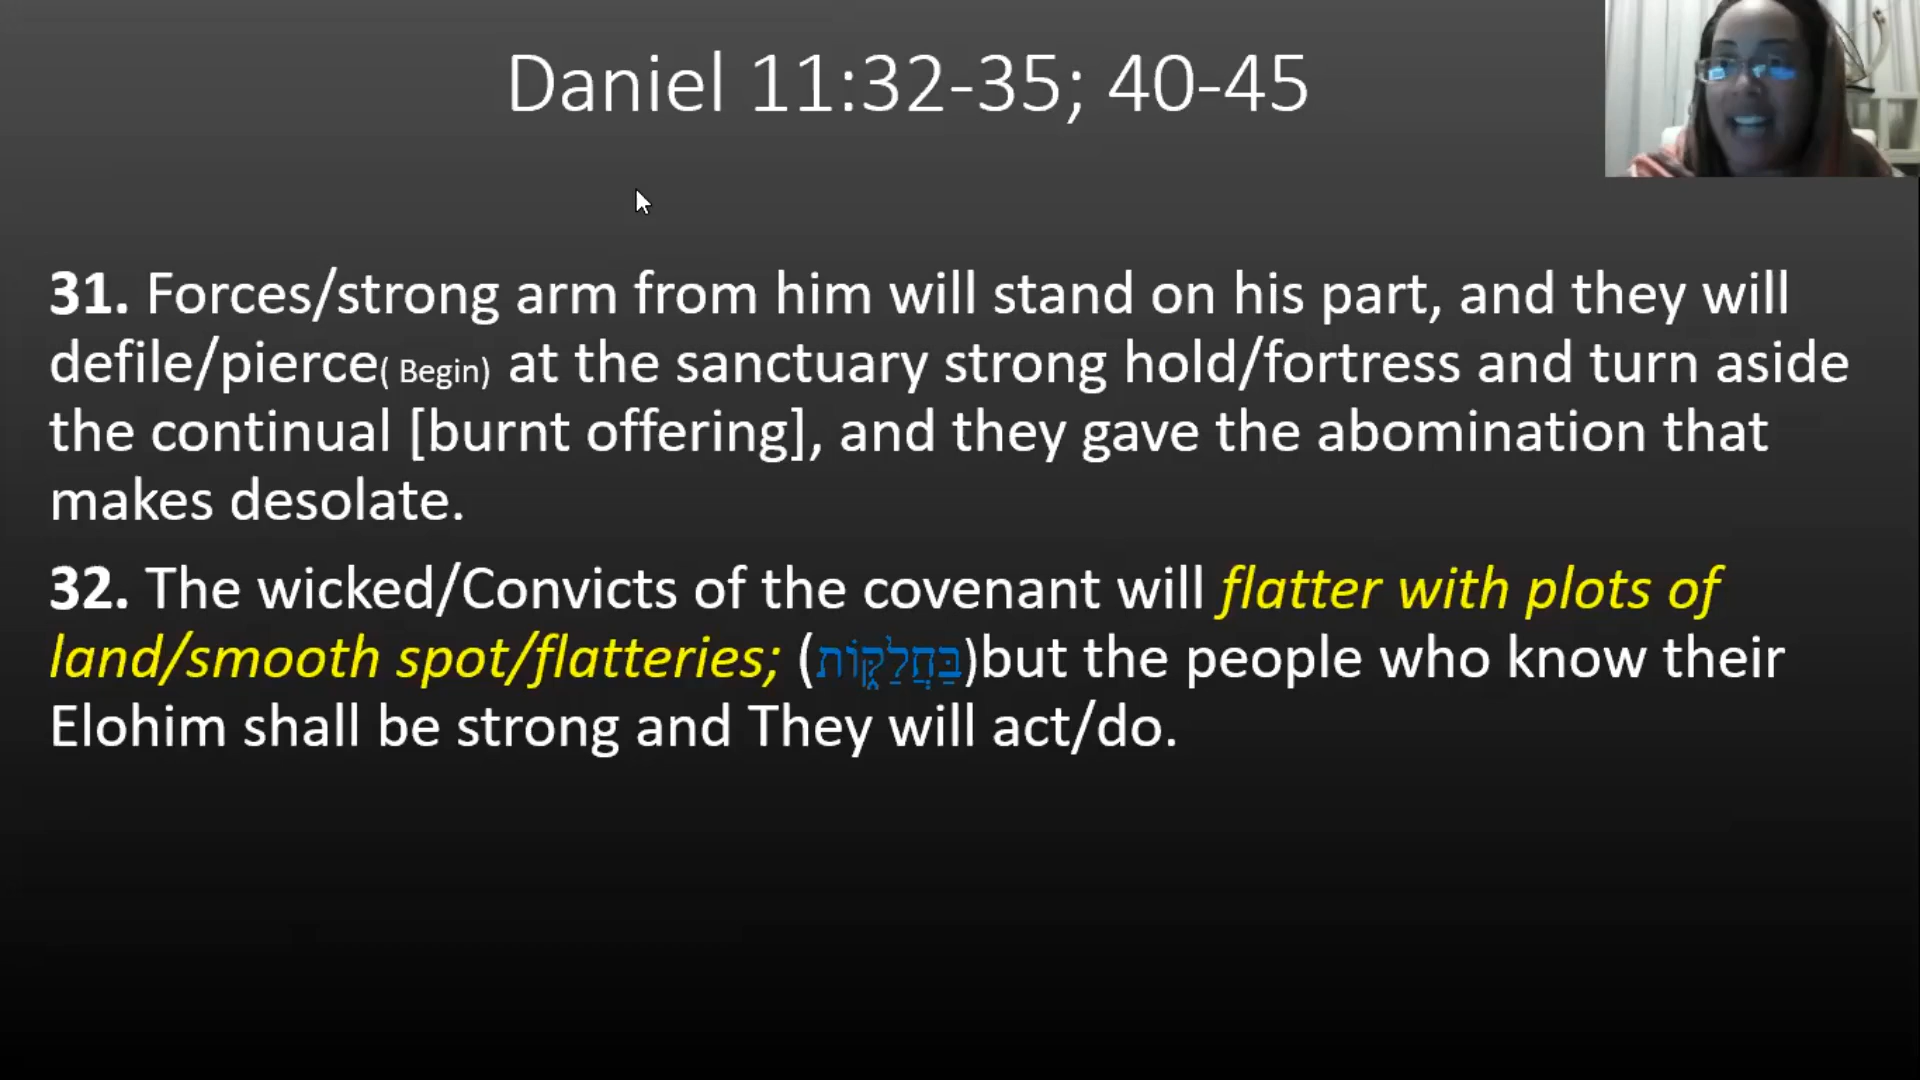 Daniel 11:32-35; 40-45
31. Forces/strong arm from him will stand on his part, and they will
defile/pierce( Begin) at the sanctuary strong hold/fortress and turn aside
the continual [burnt offering], and they gave the abomination that
makes desolate.
32. The wicked/Convicts of the covenant will flatter with plots of
land/smooth spot/flatteries; (בַּחֲלַקּ֑וֹת)but the people who know their
Elohim shall be strong and They will act/do.